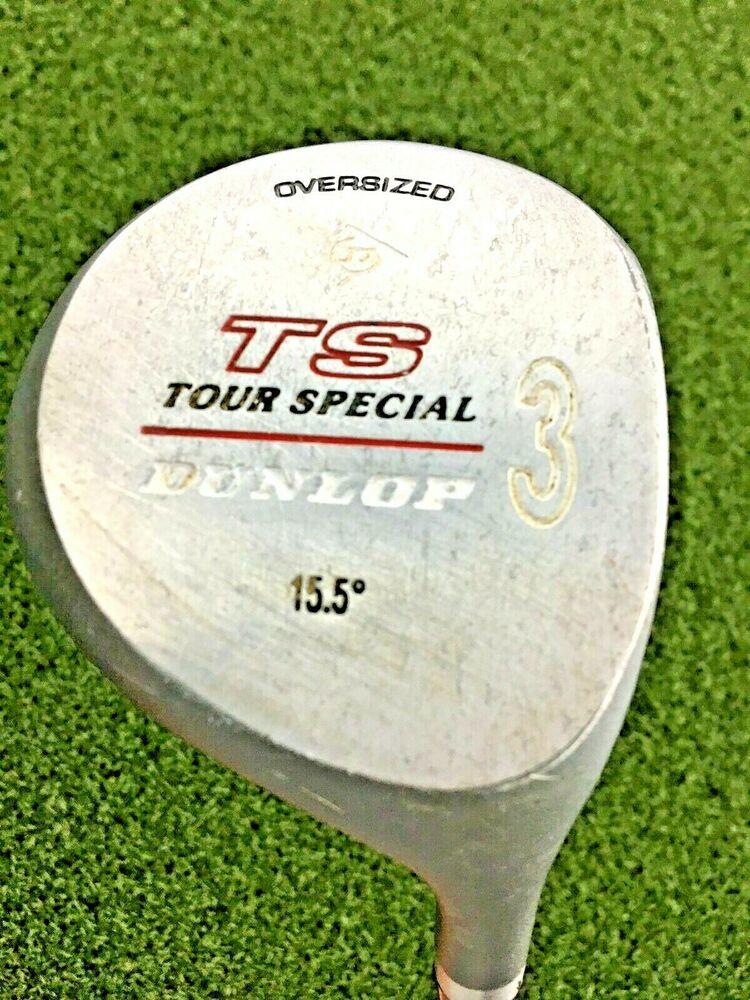 OVERSIZED
TS
TOUR SPECIAL
3
DUNLOP
15.5°